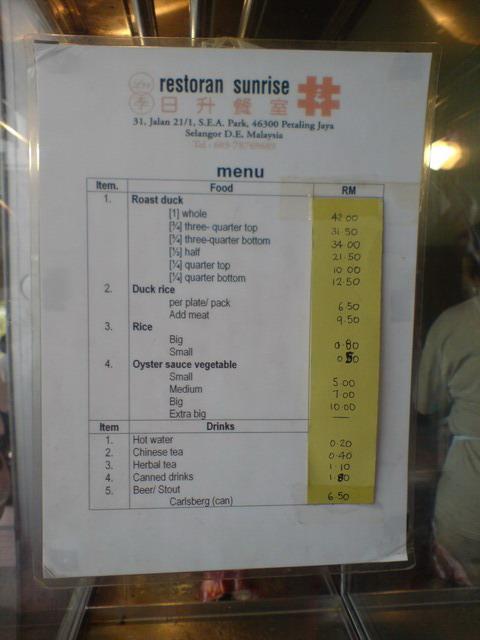 restoran sunrise
日升餐室
31, Jalan 21/1, S.E.A. Park, 46300 Petaling Jaya
Selangor D.E, Malaysia
Tel : 603-78769685
menu
Item. Food RM
1. Roast duck
[1] whole 42.00
[¾] three- quarter top 31.50
[¾] three-quarter bottom 34.00
[½] half 21.50
[¼] quarter top 10.00
[¼] quarter bottom 12.50
2. Duck rice
per plate/ pack 6.50
Add meat 9.50
3. Rice
Big 0.80
Small 0.50
4. Oyster sauce vegetable
Small 5.00
Medium 7.00
Big 10.00
Extra big —
Item Drinks
1. Hot water 0.20
2. Chinese tea 0.40
3. Herbal tea 1.10
4. Canned drinks 1.80
5. Beer/ Stout
Carlsberg (can) 6.50